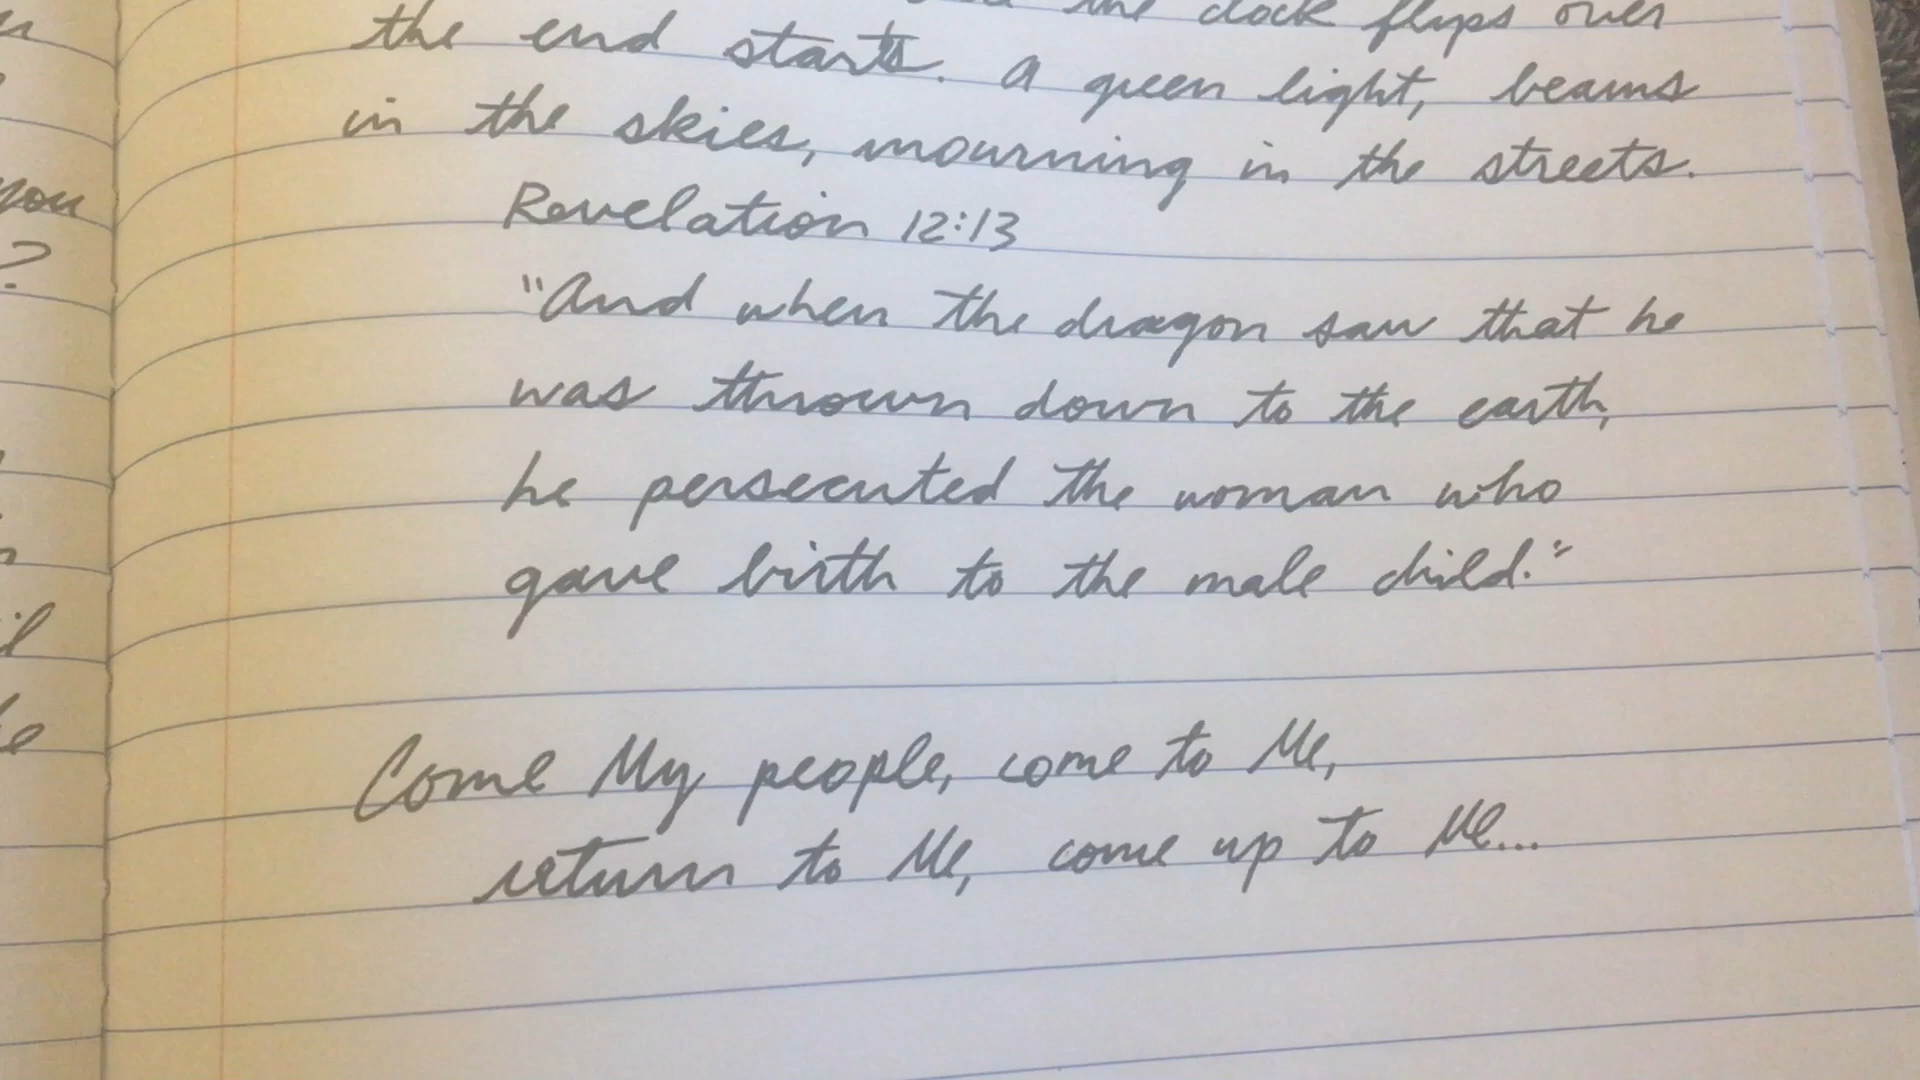 the clock flips over
the end starts. A green light, beams
in the skies, mourning in the streets.
Revelation 12:13
"And when the dragon saw that he
was thrown down to the earth,
he persecuted the woman who
gave birth to the male child."
Come My people, come to Me,
return to Me, come up to Me...
you
?